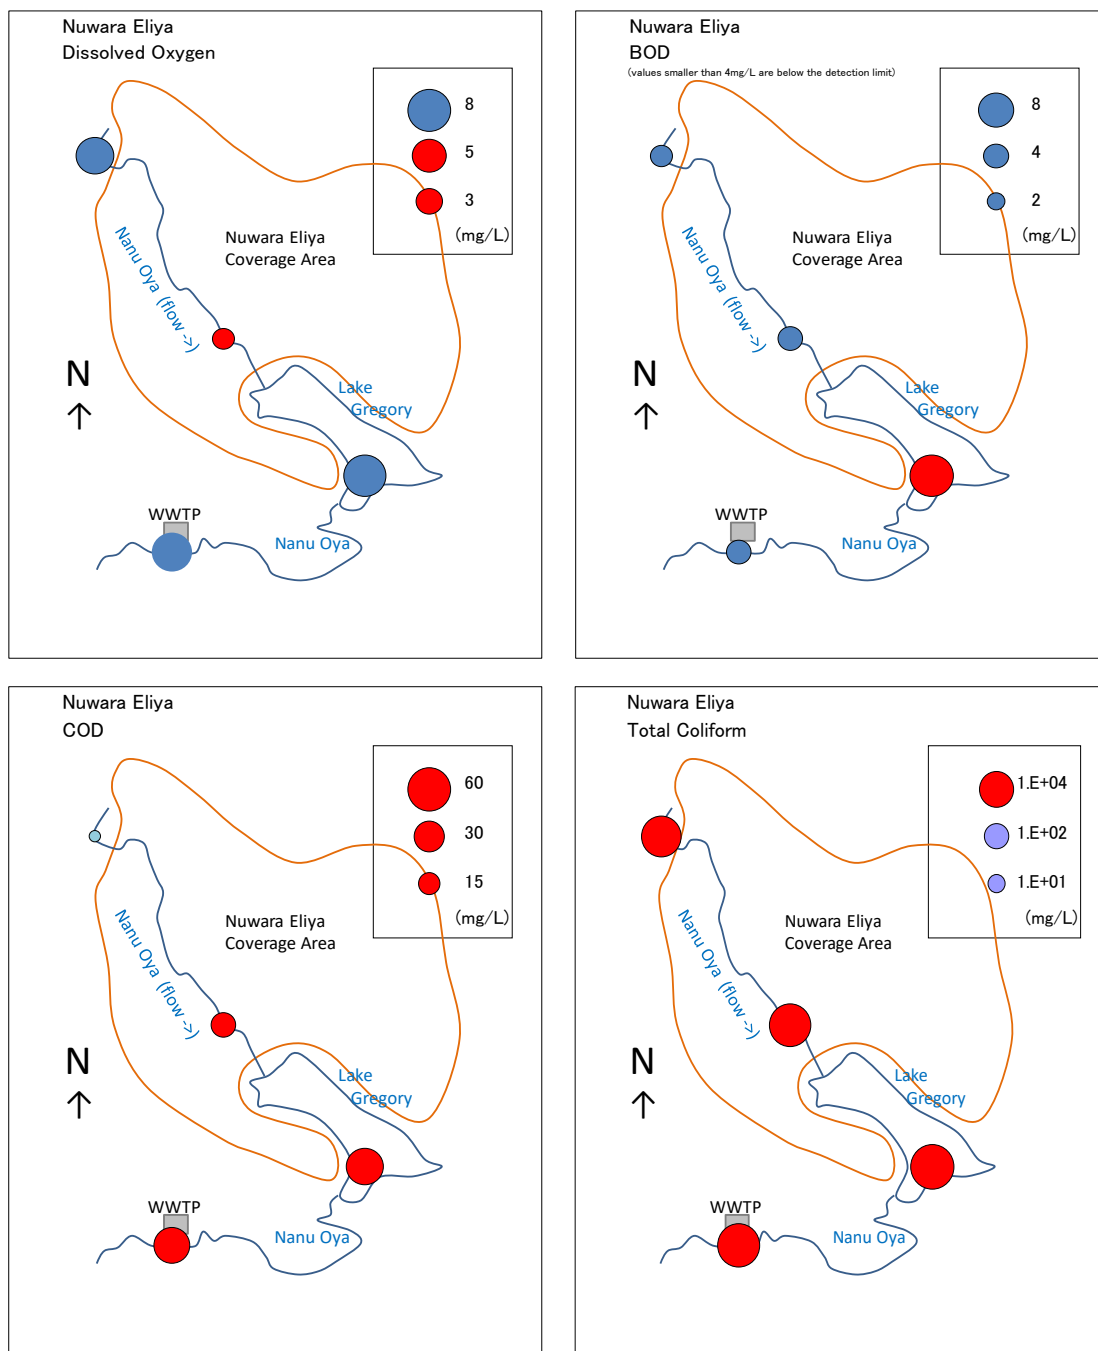 Nuwara Eliya
Dissolved Oxygen
8
5
3
(mg/L)
Nuwara Eliya
Coverage Area
Nanu Oya (flow ->)
N
Lake
Gregory
WWTP
Nanu Oya
Nuwara Eliya
BOD
(values smaller than 4mg/L are below the detection limit)
8
4
2
(mg/L)
Nuwara Eliya
Coverage Area
Nanu Oya (flow ->)
N
Lake
Gregory
WWTP
Nanu Oya
Nuwara Eliya
COD
60
30
15
(mg/L)
Nuwara Eliya
Coverage Area
Nanu Oya (flow ->)
N
Lake
Gregory
WWTP
Nanu Oya
Nuwara Eliya
Total Coliform
1.E+04
1.E+02
1.E+01
(mg/L)
Nuwara Eliya
Coverage Area
Nanu Oya (flow ->)
N
Lake
Gregory
WWTP
Nanu Oya